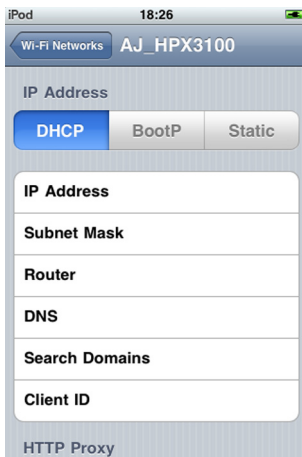 iPod 18:26
Wi-Fi Networks AJ_HPX3100
IP Address
DHCP BootP Static
IP Address
Subnet Mask
Router
DNS
Search Domains
Client ID
HTTP Proxy